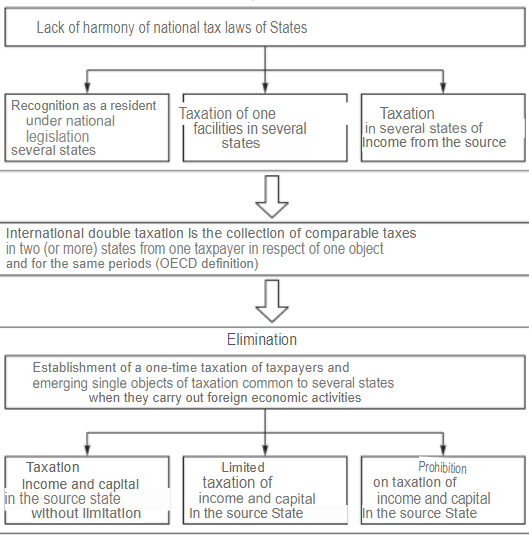 Lack of harmony of national tax laws of States
Recognition as a resident
under national
legislation
several states
Taxation of one
facilities in several
states
Taxation
in several states of
Income from the source
International double taxation is the collection of comparable taxes
in two (or more) states from one taxpayer in respect of one object
and for the same periods (OECD definition)
Elimination
Establishment of a one-time taxation of taxpayers and
emerging single objects of taxation common to several states
when they carry out foreign economic activities
Taxation
Income and capital
in the source state
without limitation
Limited
taxation of
income and capital
In the source State
Prohibition
on taxation of
income and capital
In the source State